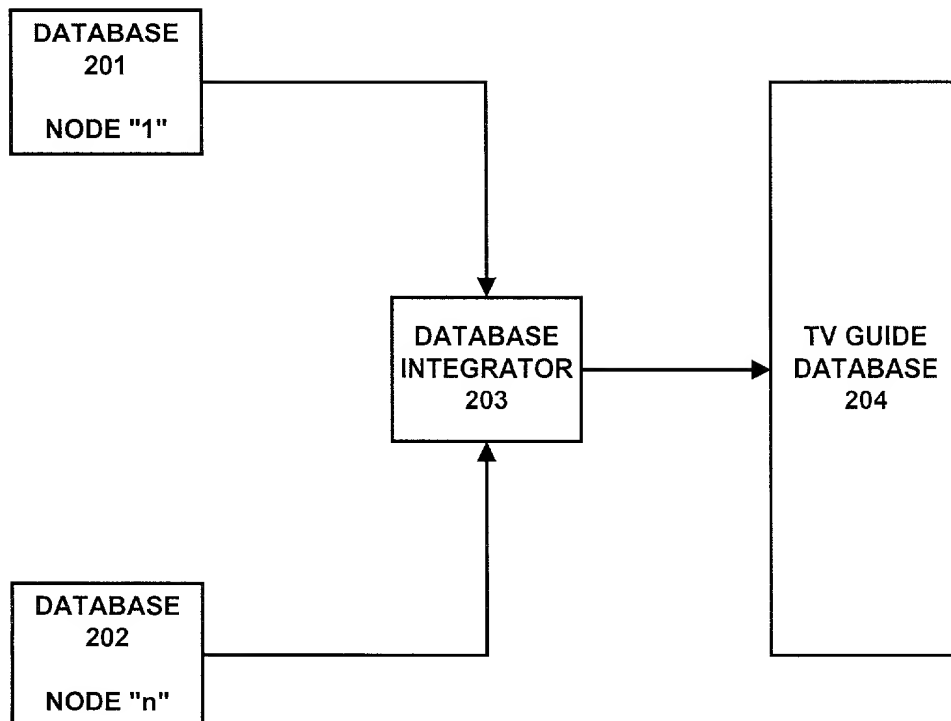 DATABASE
201
NODE "1"
DATABASE
INTEGRATOR
203
TV GUIDE
DATABASE
204
DATABASE
202
NODE "n"